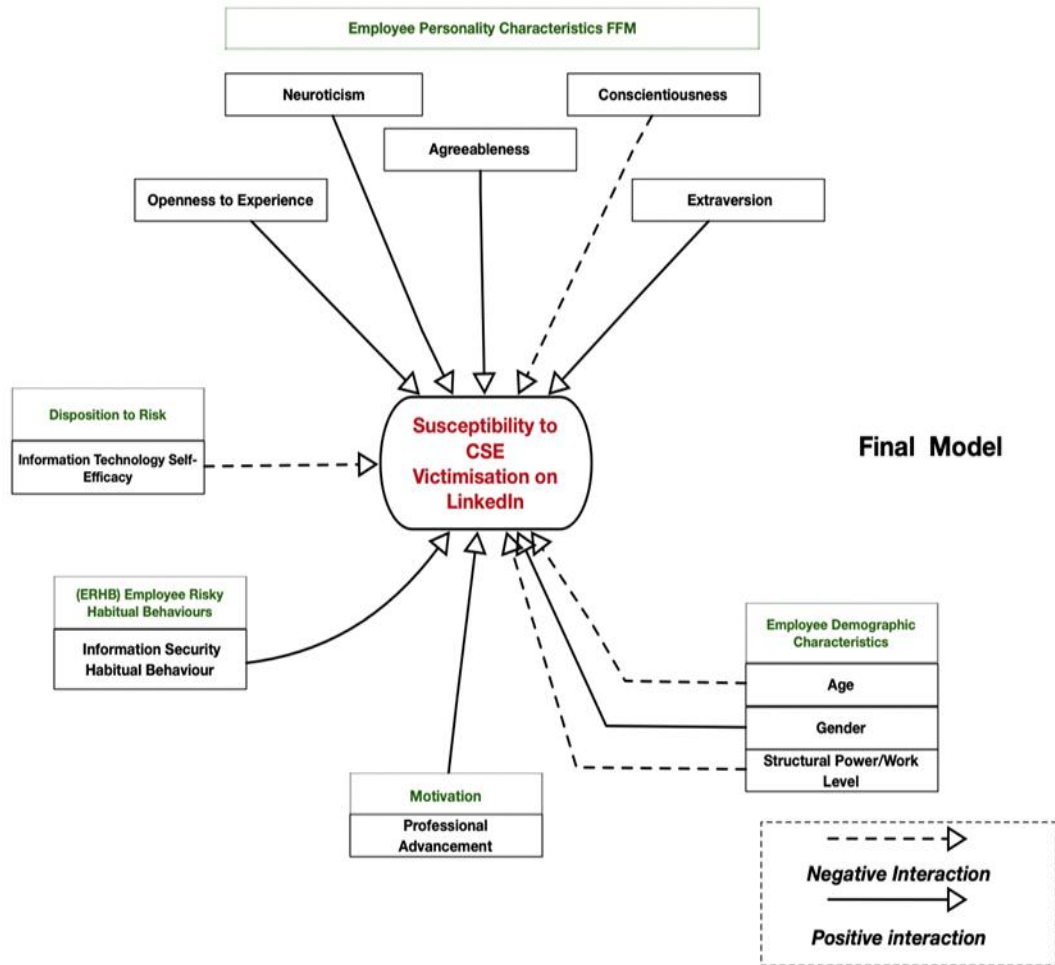 Employee Personality Characteristics FFM
Neuroticism
Conscientiousness
Agreeableness
Openness to Experience
Extraversion
Disposition to Risk
Information Technology Self-
Efficacy
Susceptibility to
CSE
Victimisation on
LinkedIn
Final Model
(ERHB) Employee Risky
Habitual Behaviours
Information Security
Habitual Behaviour
Employee Demographic
Characteristics
Age
Gender
Structural Power/Work
Level
Motivation
Professional
Advancement
Negative Interaction
Positive interaction